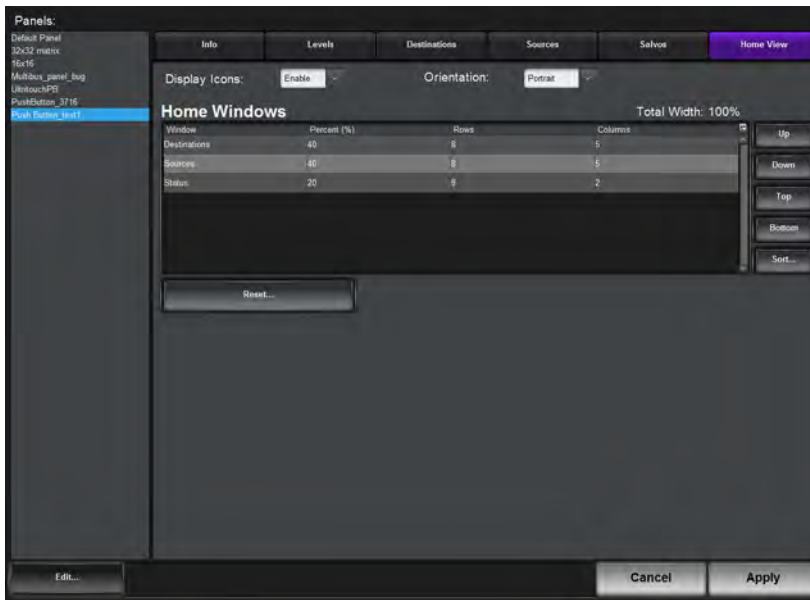 Panels:
Default Panel
32x32 matrix
16x16
Multibus_panel_bug
UltritouchPB
PushButton_3716
Push Button_test1
Info Levels Destinations Sources Salvos Home View
Display Icons: Enable Orientation: Portrait
Home Windows Total Width: 100%
Window Percent (%) Rows Columns
Destinations 40 8 5
Sources 40 8 5
Status 20 9 2
Up
Down
Top
Bottom
Sort...
Reset...
Edit... Cancel Apply